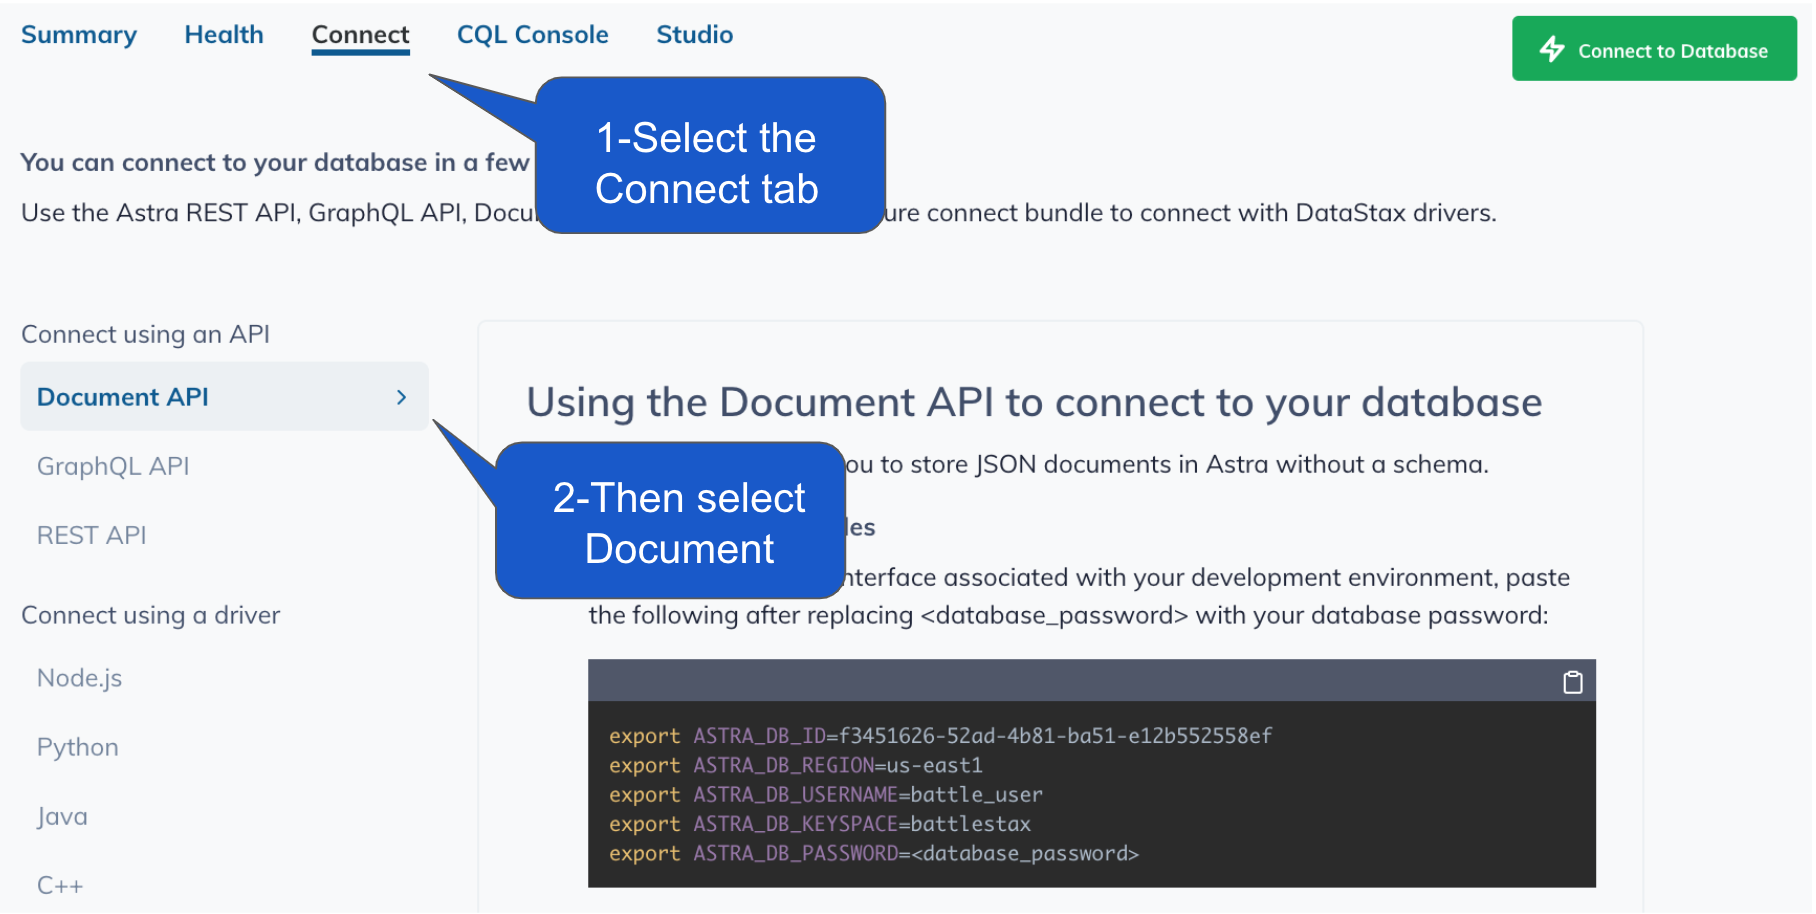 Summary Health Connect CQL Console Studio
Connect to Database
1-Select the
Connect tab
You can connect to your database in a few
Use the Astra REST API, GraphQL API, Docu
ure connect bundle to connect with DataStax drivers.
Connect using an API
Document API
GraphQL API
REST API
Connect using a driver
Node.js
Python
Java
C++
Using the Document API to connect to your database
2-Then select
Document
ou to store JSON documents in Astra without a schema.
les
nterface associated with your development environment, paste
the following after replacing <database_password> with your database password:
export ASTRA_DB_ID=f3451626-52ad-4b81-ba51-e12b552558ef
export ASTRA_DB_REGION=us-east1
export ASTRA_DB_USERNAME=battle_user
export ASTRA_DB_KEYSPACE=battlestax
export ASTRA_DB_PASSWORD=<database_password>